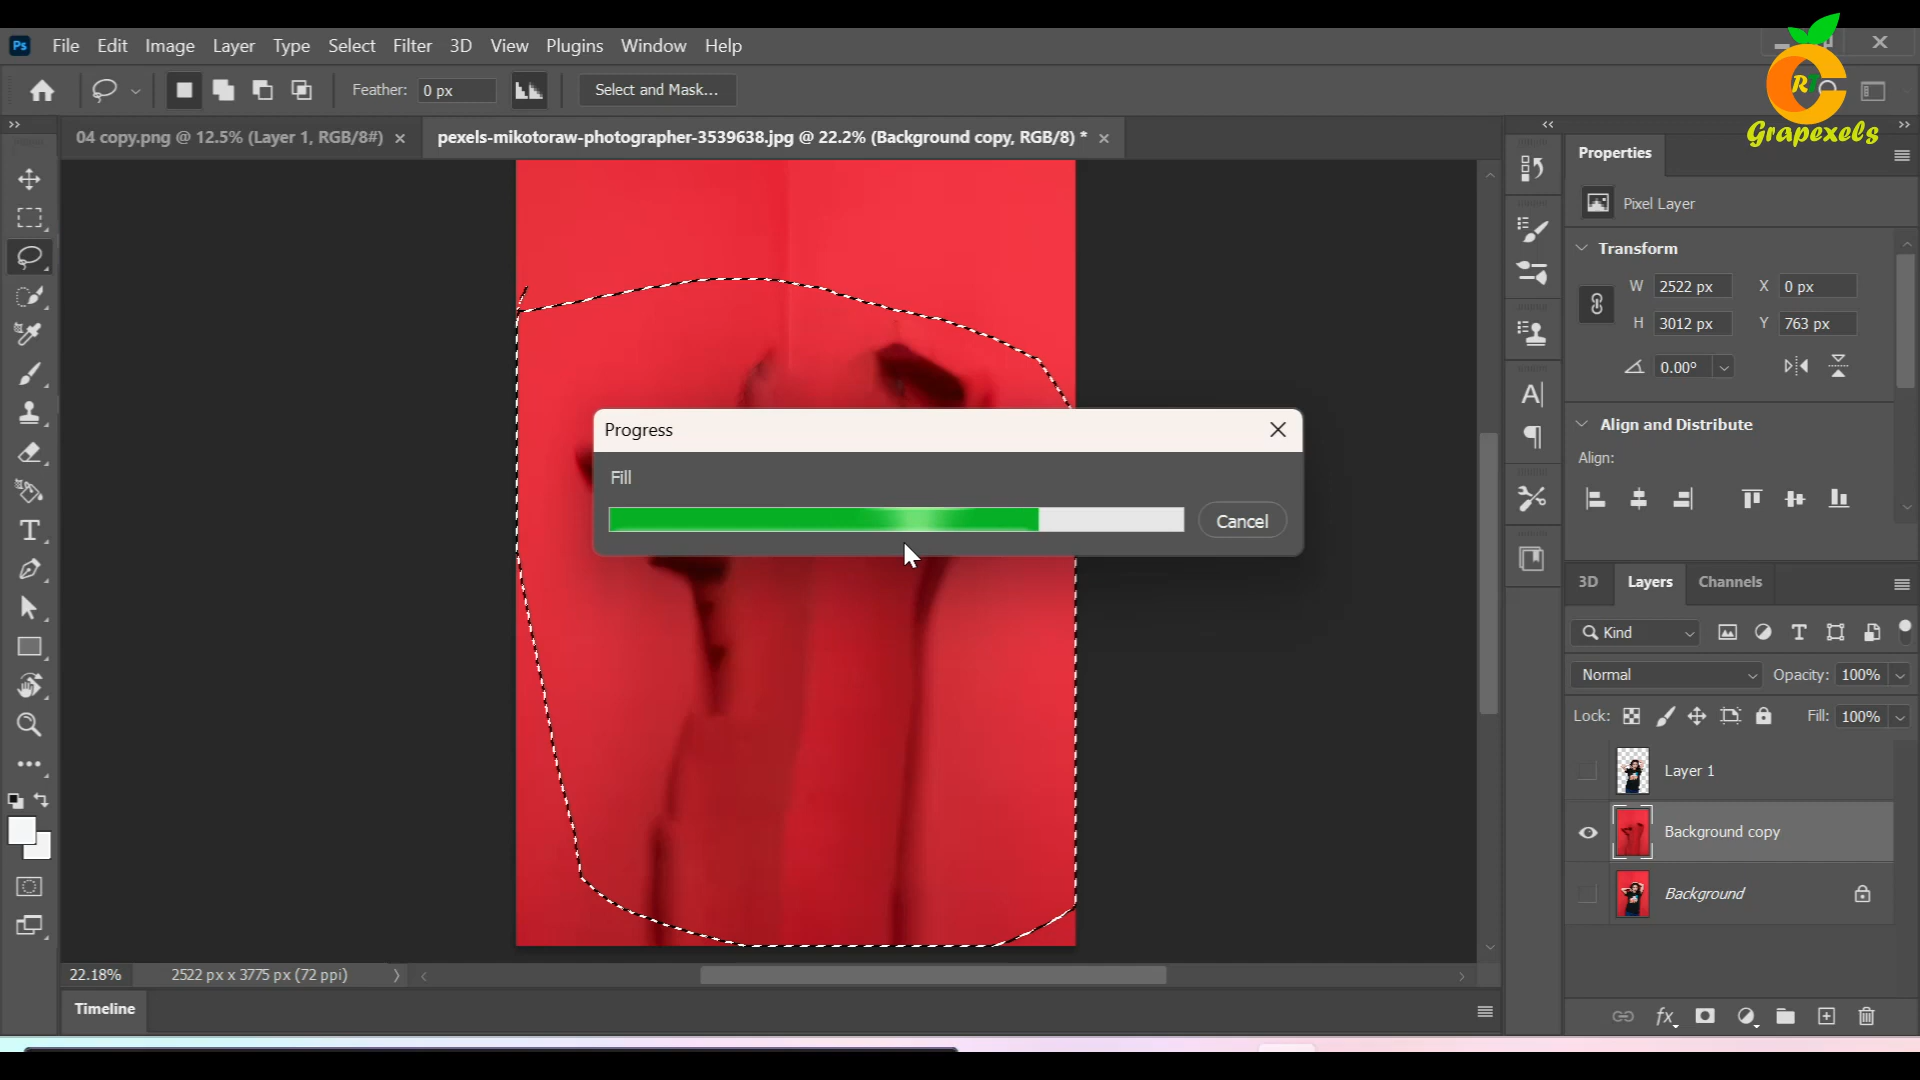 Ps File Edit Image Layer Type Select Filter 3D View Plugins Window Help
Feather: 0 px Select and Mask...
RT
Grapexels
04 copy.png @ 12.5% (Layer 1, RGB/8#) pexels-mikotoraw-photographer-3539638.jpg @ 22.2% (Background copy, RGB/8) *
Properties
Pixel Layer
Transform
W 2522 px X 0 px
H 3012 px Y 763 px
0.00°
Align and Distribute
Align:
Progress
Fill
Cancel
3D Layers Channels
Kind
Normal Opacity: 100%
Lock: Fill: 100%
Layer 1
Background copy
Background
fx
22.18% 2522 px x 3775 px (72 ppi)
Timeline